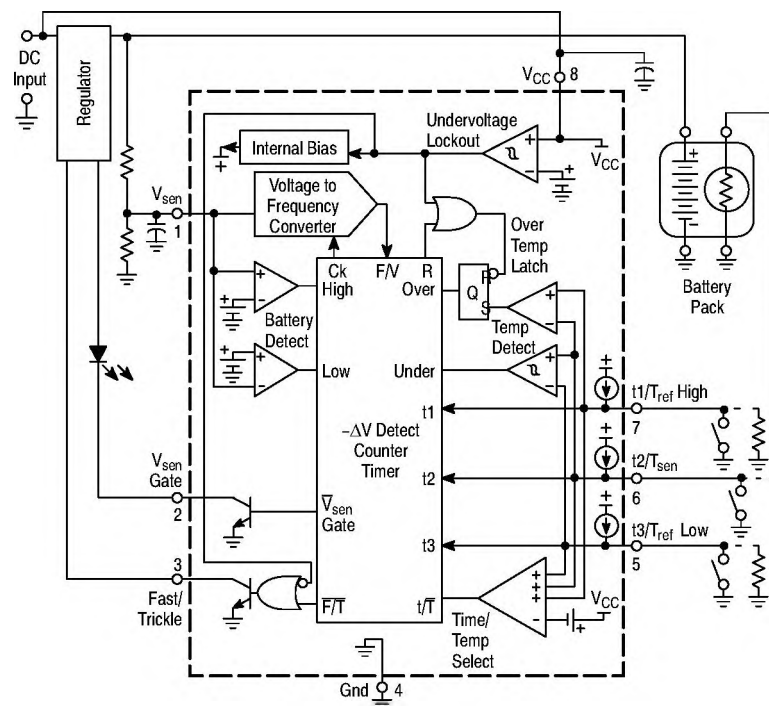 DC
Input
Regulator
VCC 8
Undervoltage
Lockout
VCC
Internal Bias
Voltage to
Frequency
Converter
Vsen
1
Over
Temp
Latch
Ck F/V R
High Over
R
Q
S
Battery
Detect
Temp
Detect
Battery
Pack
Low Under
t1
t1/Tref High
7
–ΔV Detect
Counter
Timer
t2
t2/Tsen
6
Vsen
Gate
2
V̅sen
Gate
t3
t3/Tref Low
5
3
Fast/
Trickle
F/T̅
t/T̅
Time/
Temp
Select
VCC
Gnd 4